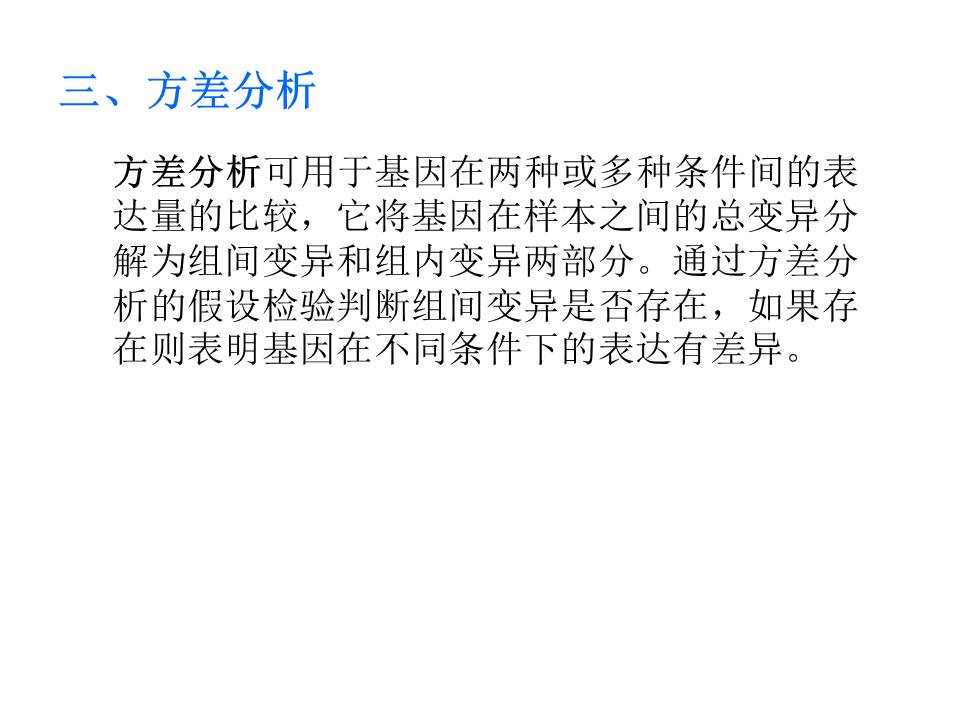 三、方差分析
方差分析可用于基因在两种或多种条件间的表
达量的比较，它将基因在样本之间的总变异分
解为组间变异和组内变异两部分。通过方差分
析的假设检验判断组间变异是否存在，如果存
在则表明基因在不同条件下的表达有差异。